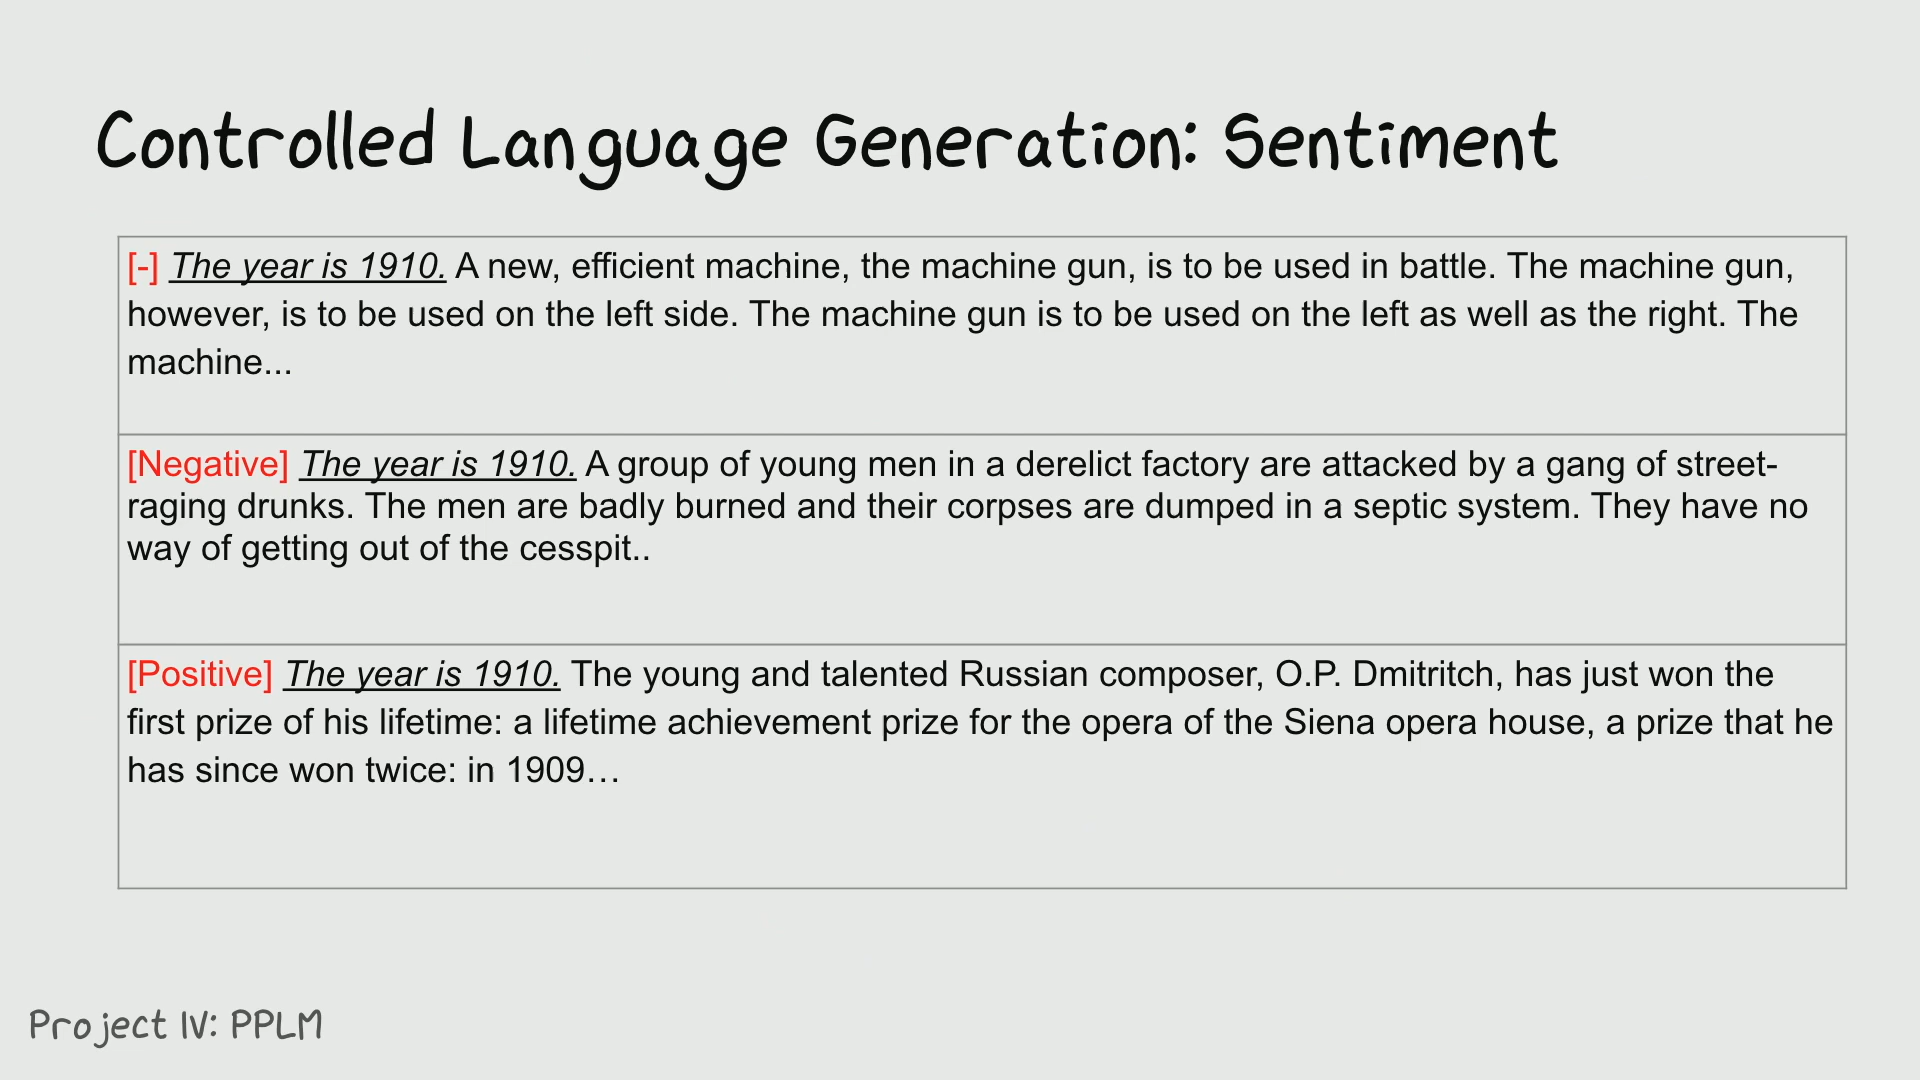 Controlled Language Generation: Sentiment
[-] The year is 1910. A new, efficient machine, the machine gun, is to be used in battle. The machine gun,
however, is to be used on the left side. The machine gun is to be used on the left as well as the right. The
machine...
[Negative] The year is 1910. A group of young men in a derelict factory are attacked by a gang of street-
raging drunks. The men are badly burned and their corpses are dumped in a septic system. They have no
way of getting out of the cesspit..
[Positive] The year is 1910. The young and talented Russian composer, O.P. Dmitritch, has just won the
first prize of his lifetime: a lifetime achievement prize for the opera of the Siena opera house, a prize that he
has since won twice: in 1909…
Project IV: PPLM